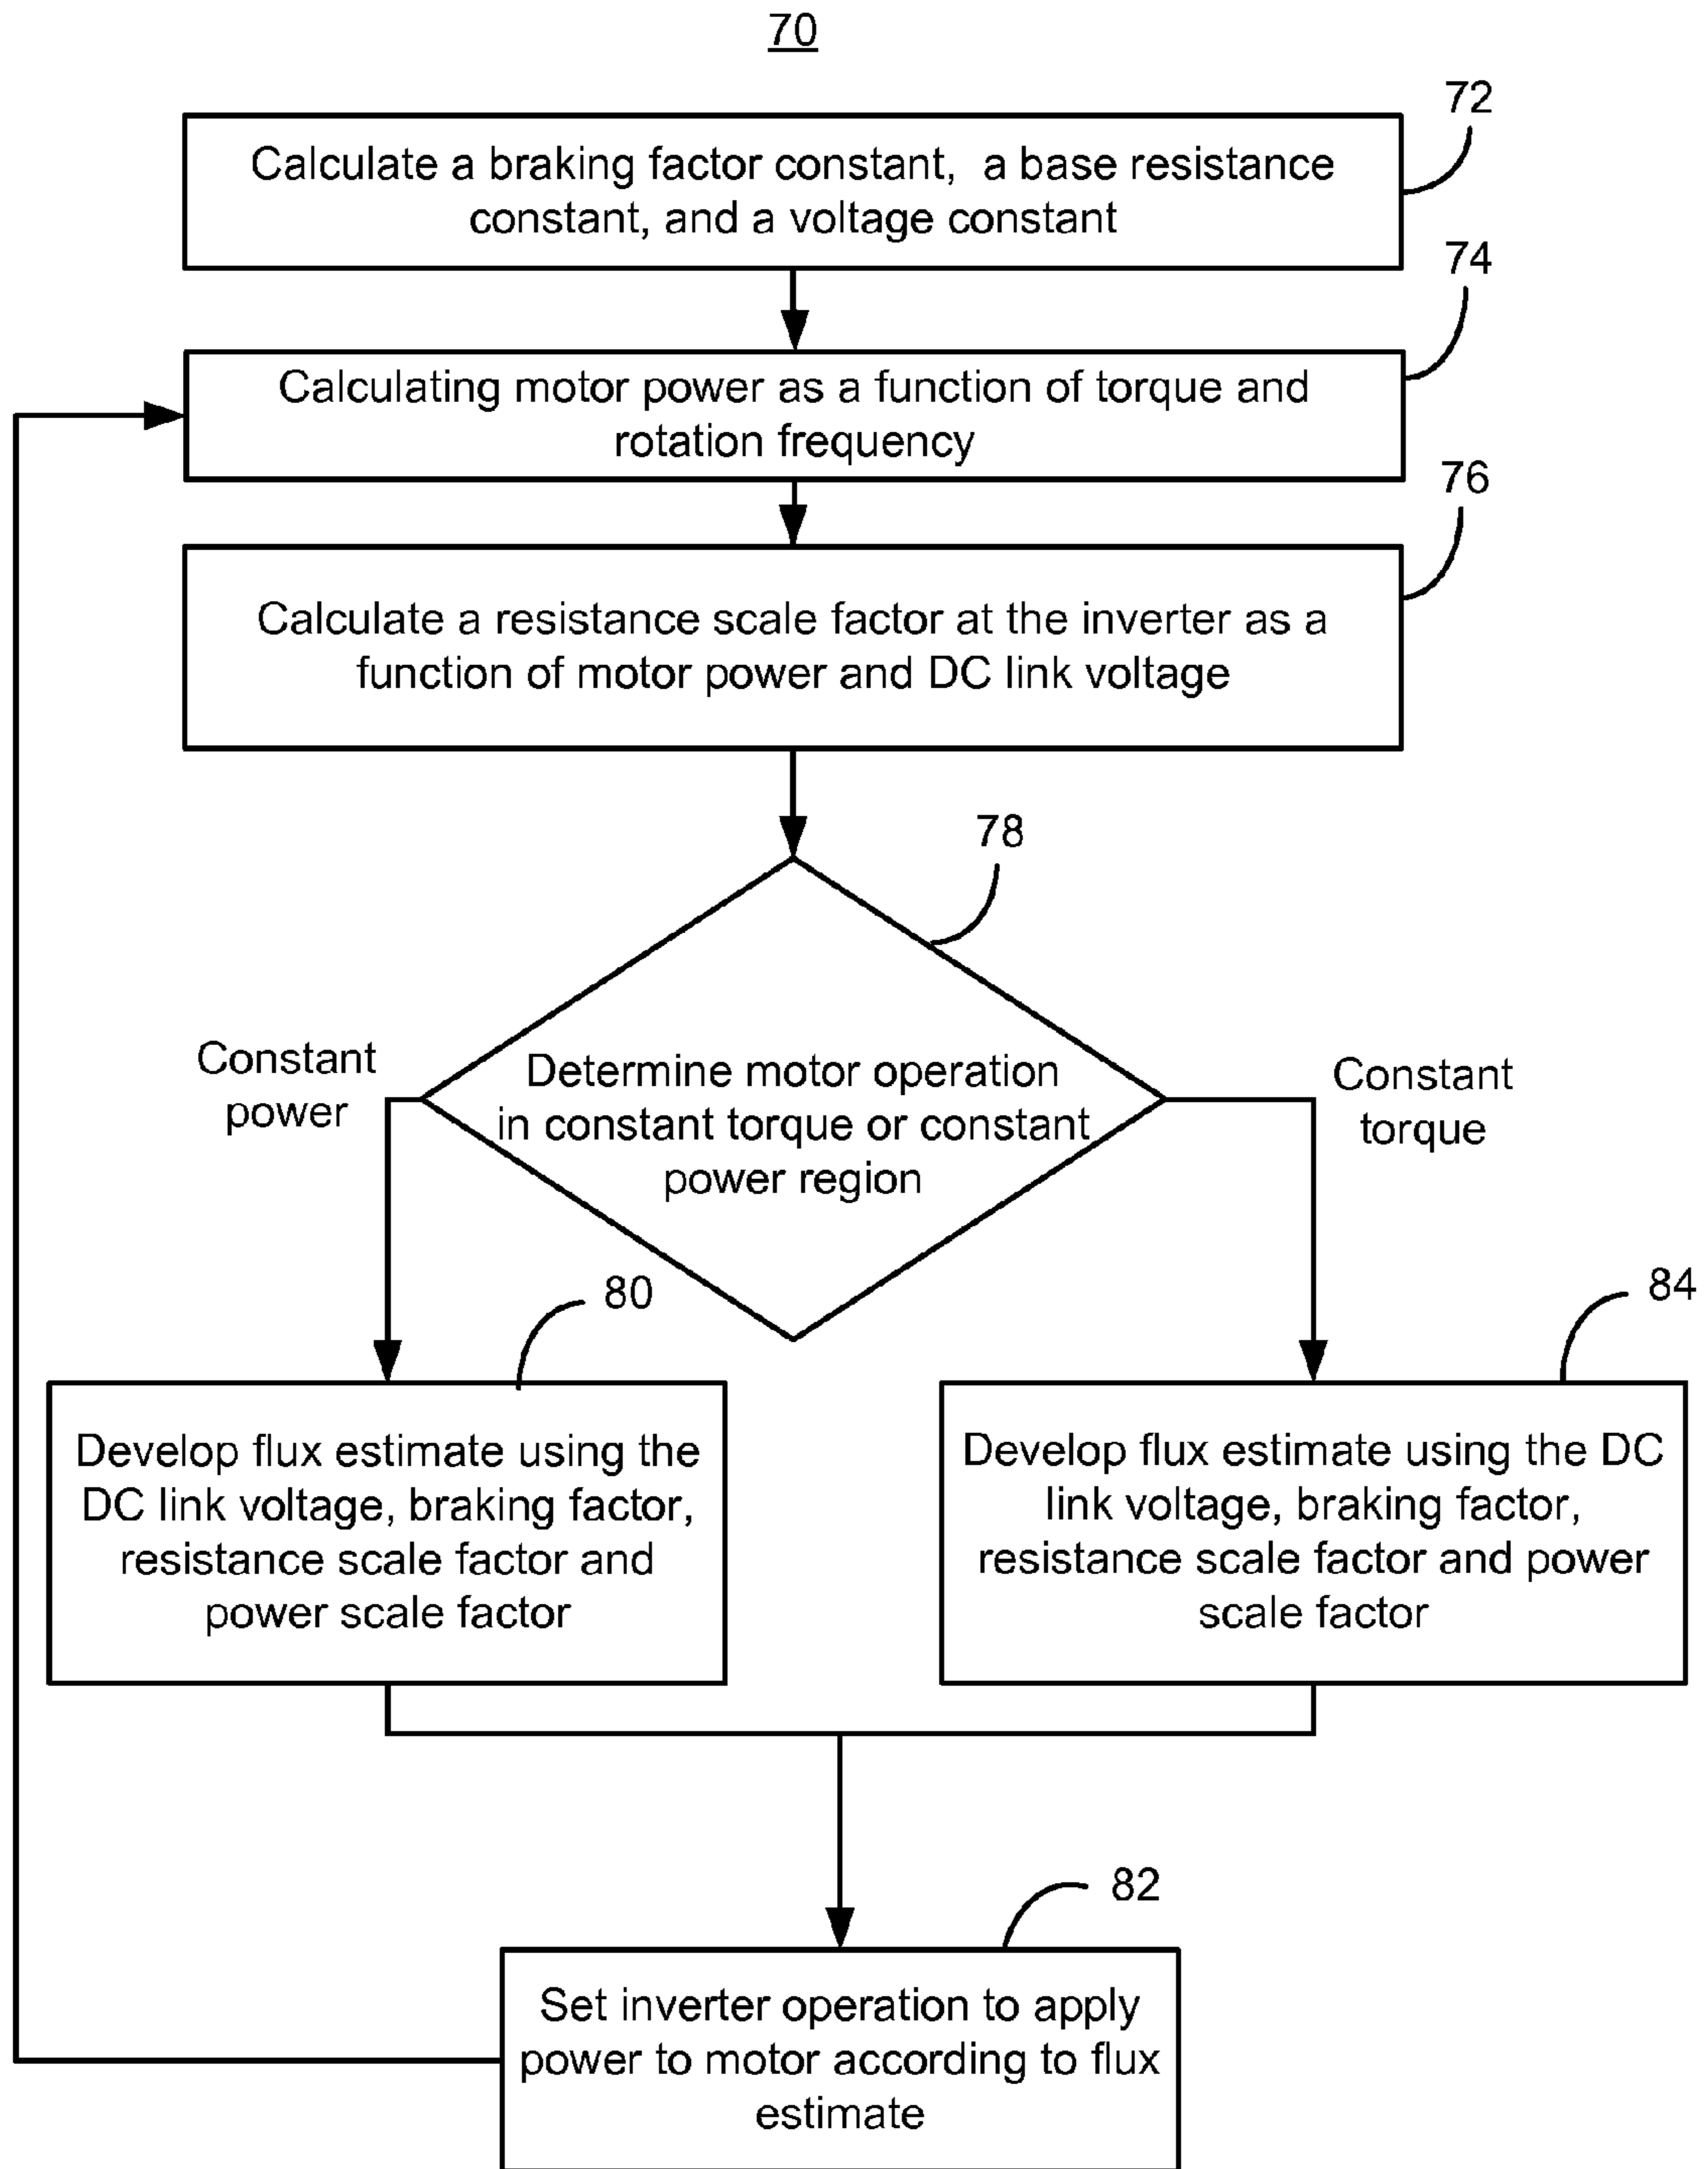 70
72
Calculate a braking factor constant, a base resistance
constant, and a voltage constant
74
Calculating motor power as a function of torque and
rotation frequency
76
Calculate a resistance scale factor at the inverter as a
function of motor power and DC link voltage
78
Constant
power
Determine motor operation
in constant torque or constant
power region
Constant
torque
80
84
Develop flux estimate using the
DC link voltage, braking factor,
resistance scale factor and
power scale factor
Develop flux estimate using the DC
link voltage, braking factor,
resistance scale factor and power
scale factor
82
Set inverter operation to apply
power to motor according to flux
estimate